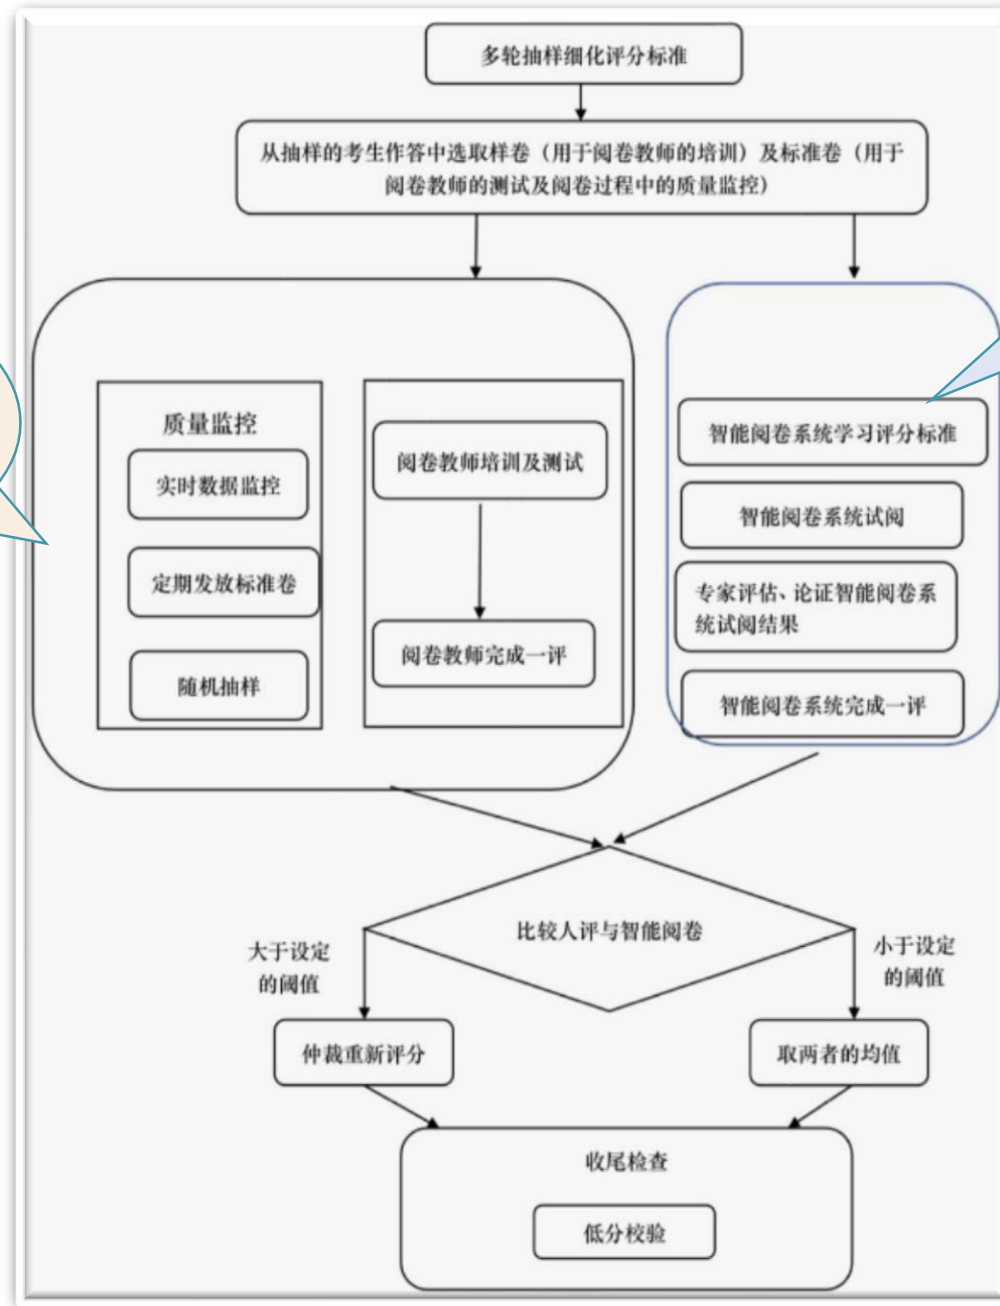 多轮抽样细化评分标准
从抽样的考生作答中选取样卷（用于阅卷教师的培训）及标准卷（用于
阅卷教师的测试及阅卷过程中的质量监控）
质量监控
实时数据监控
定期发放标准卷
随机抽样
阅卷教师培训及测试
阅卷教师完成一评
智能阅卷系统学习评分标准
智能阅卷系统试阅
专家评估、论证智能阅卷系
统试阅结果
智能阅卷系统完成一评
比较人评与智能阅卷
大于设定
的阈值
小于设定
的阈值
仲裁重新评分
取两者的均值
收尾检查
低分校验